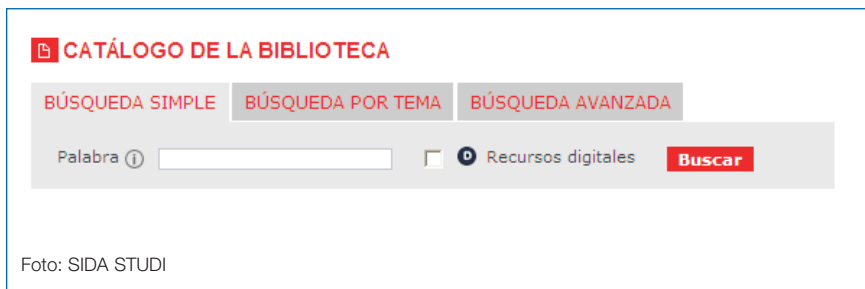 CATÁLOGO DE LA BIBLIOTECA
BÚSQUEDA SIMPLE BÚSQUEDA POR TEMA BÚSQUEDA AVANZADA
Palabra i D Recursos digitales Buscar
Foto: SIDA STUDI